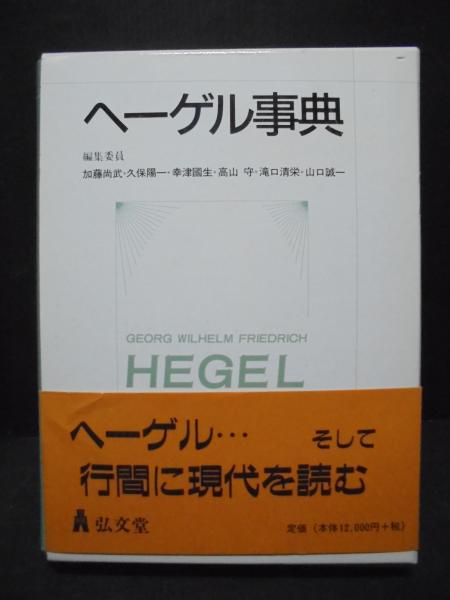 ヘーゲル事典
編集委員
加藤尚武・久保陽一・幸津國生・高山 守・滝口清栄・山口誠一
GEORG WILHELM FRIEDRICH
HEGEL
ヘーゲル… そして
行間に現代を読む
弘文堂
定価（本体12,000円+税）